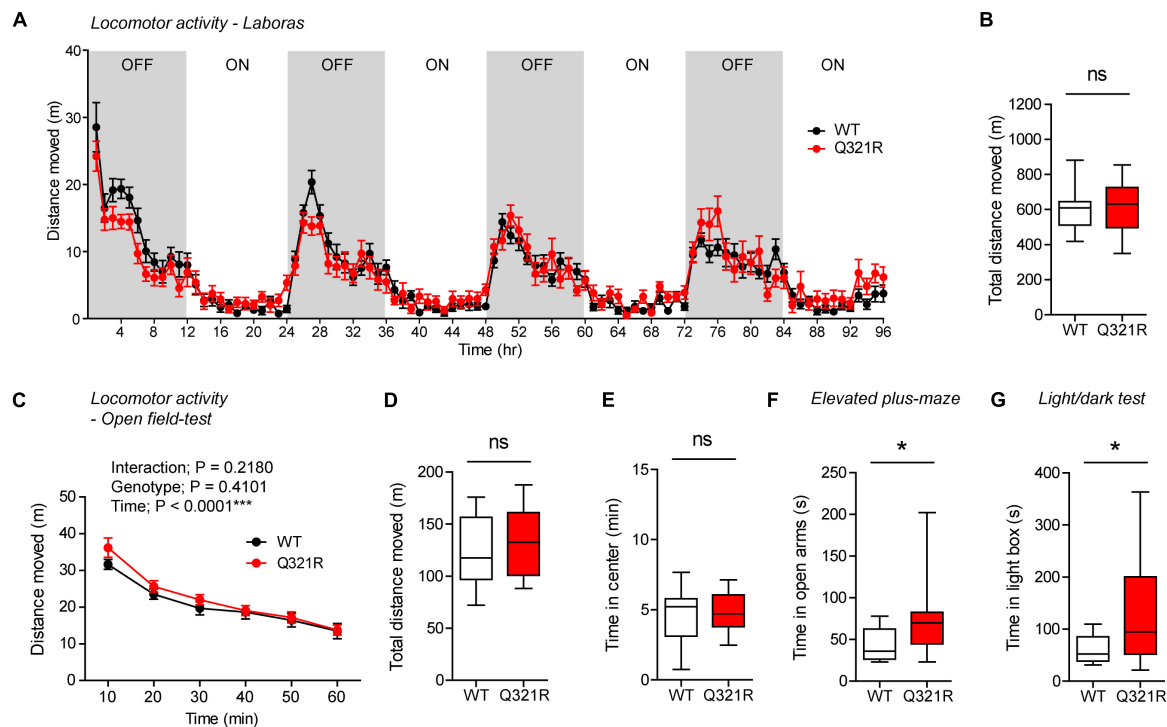 A
Locomotor activity - Laboras
OFF ON OFF ON OFF ON OFF ON
40
30
20
10
0
Distance moved (m)
WT
Q321R
4 8 12 16 20 24 28 32 36 40 44 48 52 56 60 64 68 72 76 80 84 88 92 96
Time (hr)
B
ns
1200
1000
800
600
400
200
0
Total distance moved (m)
WT Q321R
C
Locomotor activity
- Open field-test
Interaction; P = 0.2180
Genotype; P = 0.4101
Time; P < 0.0001***
50
40
30
20
10
0
Distance moved (m)
WT
Q321R
10 20 30 40 50 60
Time (min)
D
ns
200
150
100
50
0
Total distance moved (m)
WT Q321R
E
ns
15
10
5
0
Time in center (min)
WT Q321R
F
Elevated plus-maze
*
250
200
150
100
50
0
Time in open arms (s)
WT Q321R
G
Light/dark test
*
400
300
200
100
0
Time in light box (s)
WT Q321R